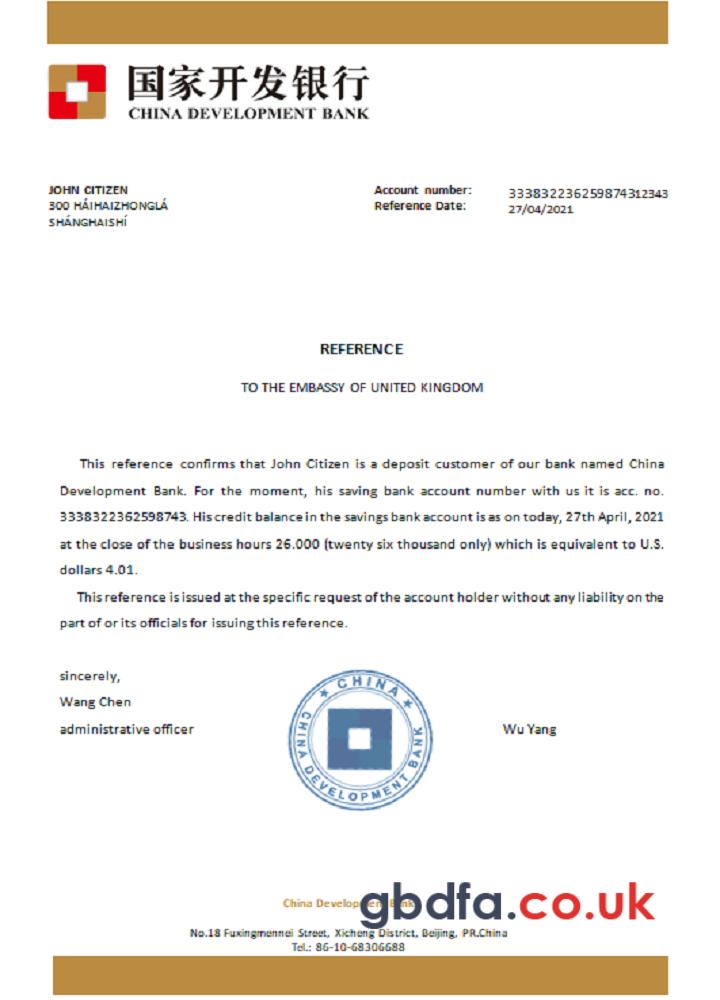 国家开发银行
CHINA DEVELOPMENT BANK
JOHN CITIZEN
300 HÁIHAIZHONGLÁ
SHÁNGHAISHÍ
Account number: 333832236259874312343
Reference Date: 27/04/2021
REFERENCE
TO THE EMBASSY OF UNITED KINGDOM
This reference confirms that John Citizen is a deposit customer of our bank named China
Development Bank. For the moment, his saving bank account number with us it is acc. no.
3338322362598743. His credit balance in the savings bank account is as on today, 27th April, 2021
at the close of the business hours 26.000 (twenty six thousand only) which is equivalent to U.S.
dollars 4.01.
This reference is issued at the specific request of the account holder without any liability on the
part of or its officials for issuing this reference.
sincerely,
Wang Chen
administrative officer
Wu Yang
CHINA
CHINA DEVELOPMENT BANK
China Development Bank
gbdfa.co.uk
No.18 Fuxingmennei Street, Xicheng District, Beijing, PR.China
Tel.: 86-10-68306688